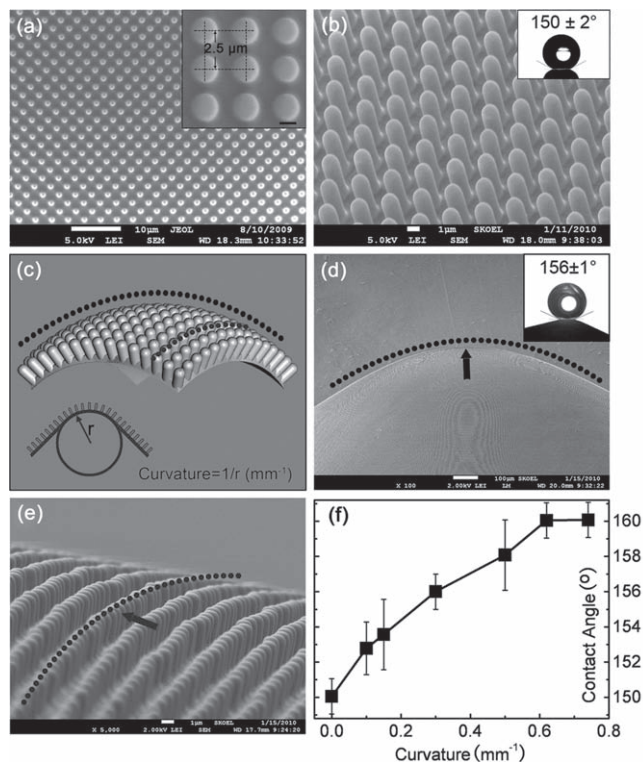 (a)
2.5 μm
10μm JEOL 8/10/2009
5.0kV LEI SEM WD 18.3mm 10:33:52
(b)
150 ± 2°
1μm SKOEL 1/11/2010
5.0kV LEI SEM WD 18.0mm 9:38:03
(c)
r
Curvature=1/r (mm⁻¹)
(d)
156±1°
100μm SKOEL 1/15/2010
X 100 2.00kV LEI LM WD 20.0mm 9:32:22
(e)
1μm SKOEL 1/15/2010
X 5,000 2.00kV LEI SEM WD 17.7mm 9:24:20
(f)
160
158
156
154
152
150
Contact Angle (º)
0.0 0.2 0.4 0.6 0.8
Curvature (mm⁻¹)